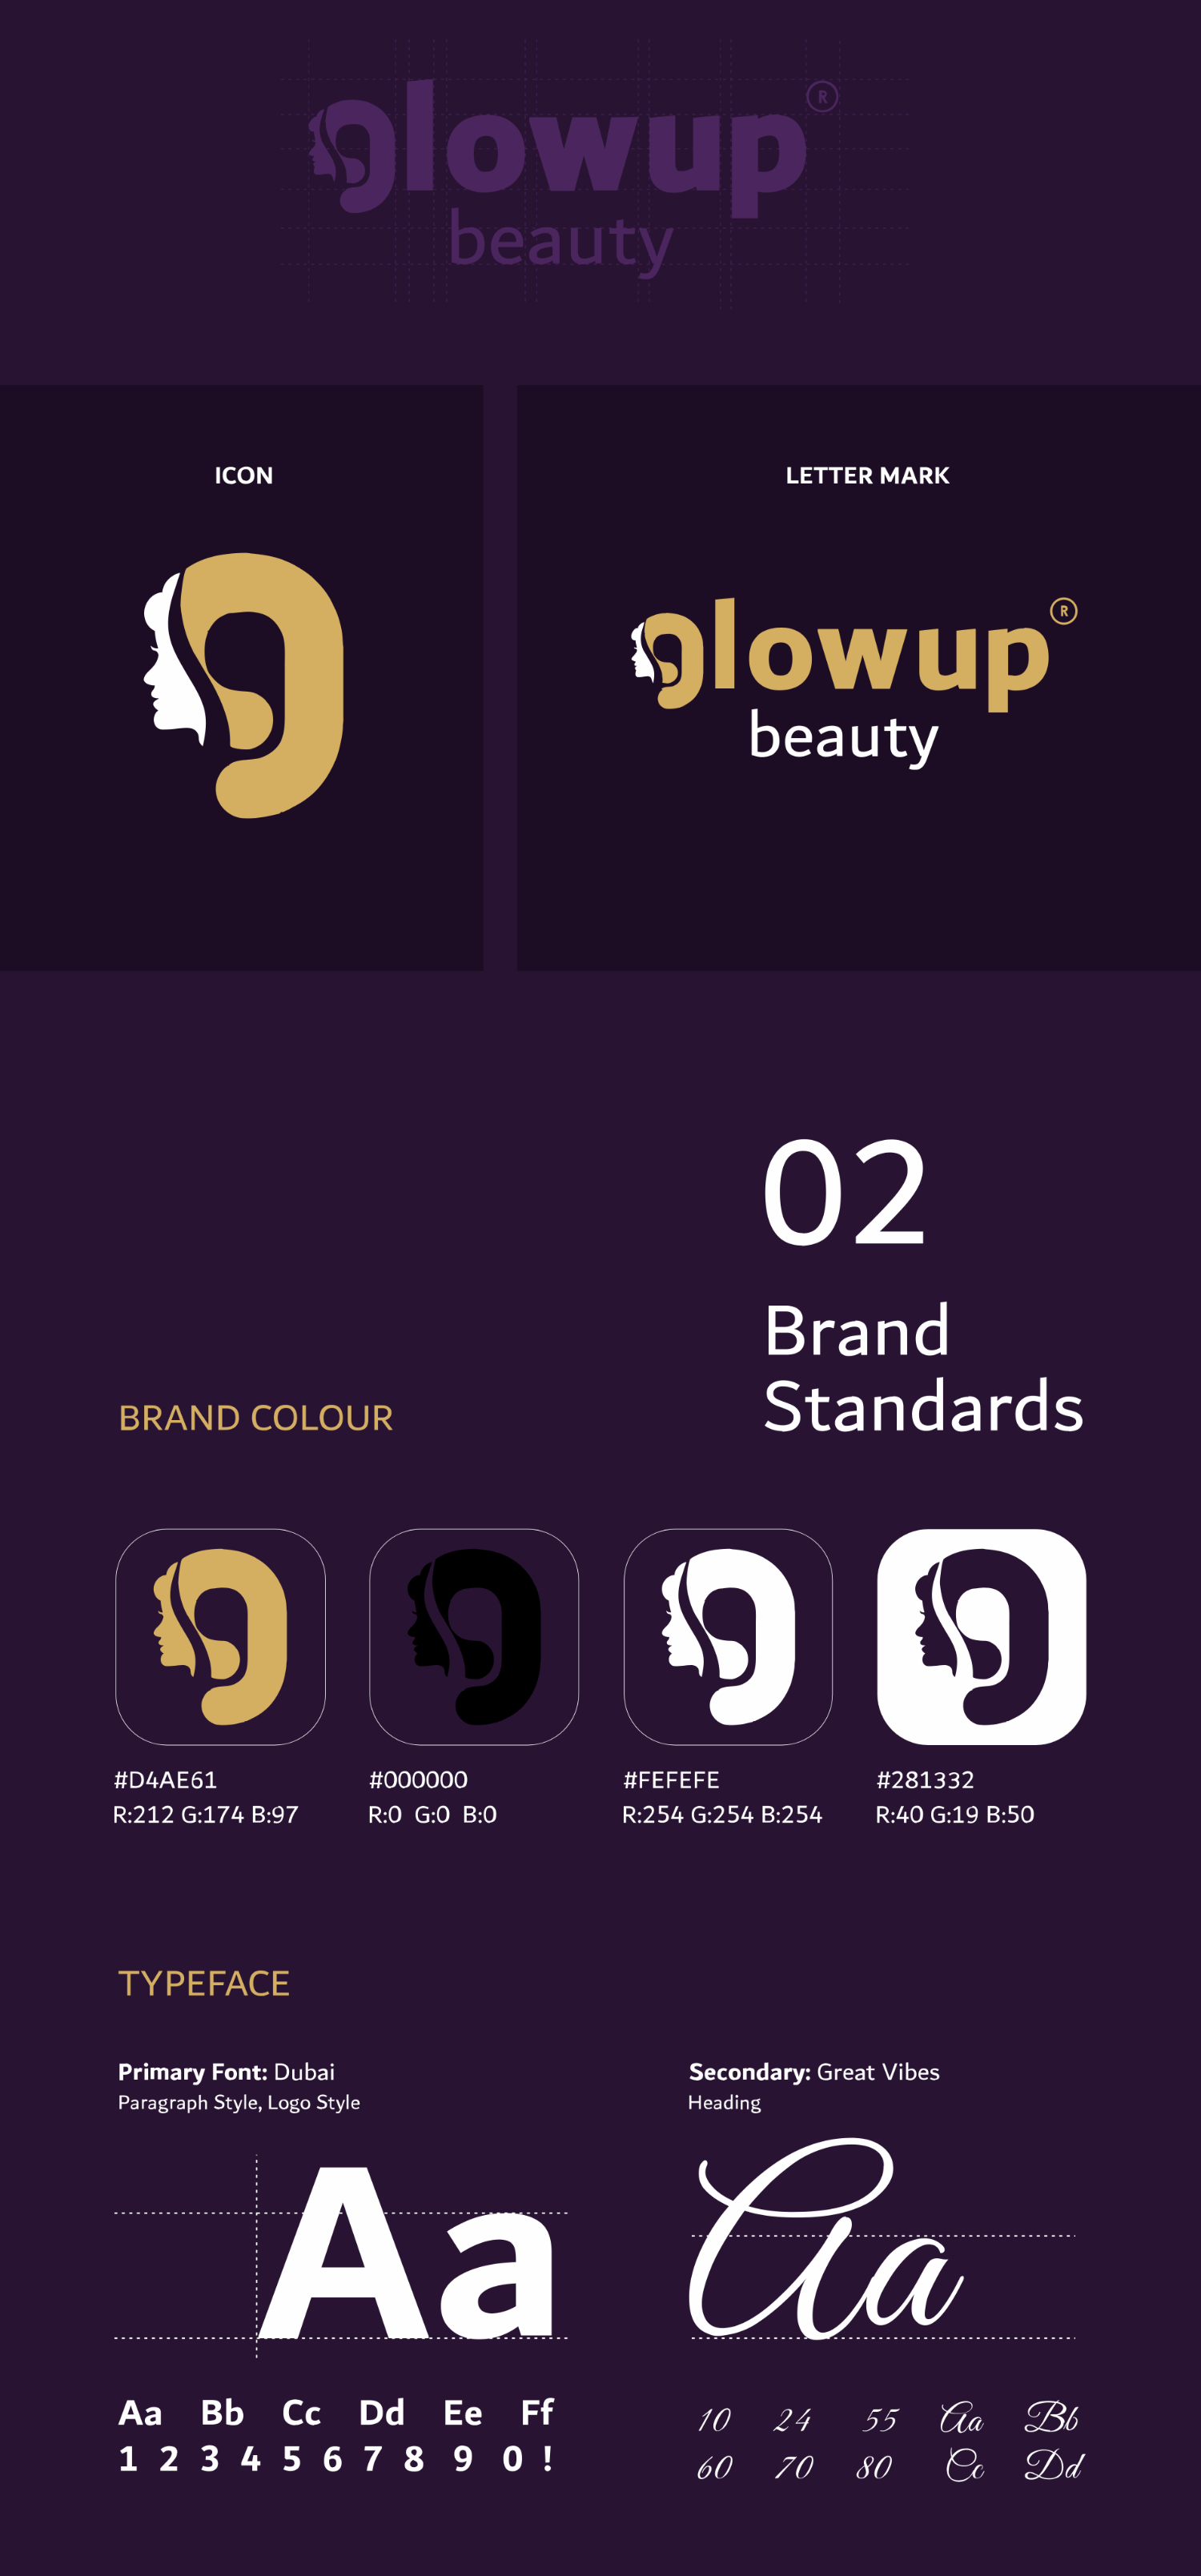 glowup®
beauty
ICON
LETTER MARK
glowup®
beauty
02
Brand
Standards
BRAND COLOUR
#D4AE61
R:212 G:174 B:97
#000000
R:0 G:0 B:0
#FEFEFE
R:254 G:254 B:254
#281332
R:40 G:19 B:50
TYPEFACE
Primary Font: Dubai
Paragraph Style, Logo Style
Aa
Aa Bb Cc Dd Ee Ff
1 2 3 4 5 6 7 8 9 0 !
Secondary: Great Vibes
Heading
Aa
10 24 55 Aa Bb
60 70 80 Cc Dd